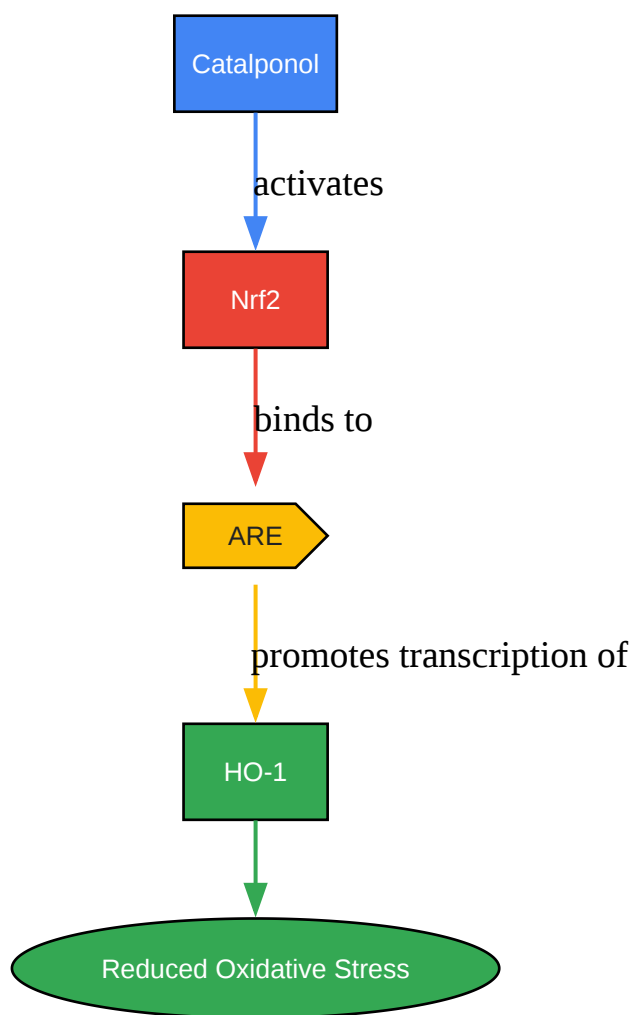 Catalponol
activates
Nrf2
binds to
ARE
promotes transcription of
HO-1
Reduced Oxidative Stress